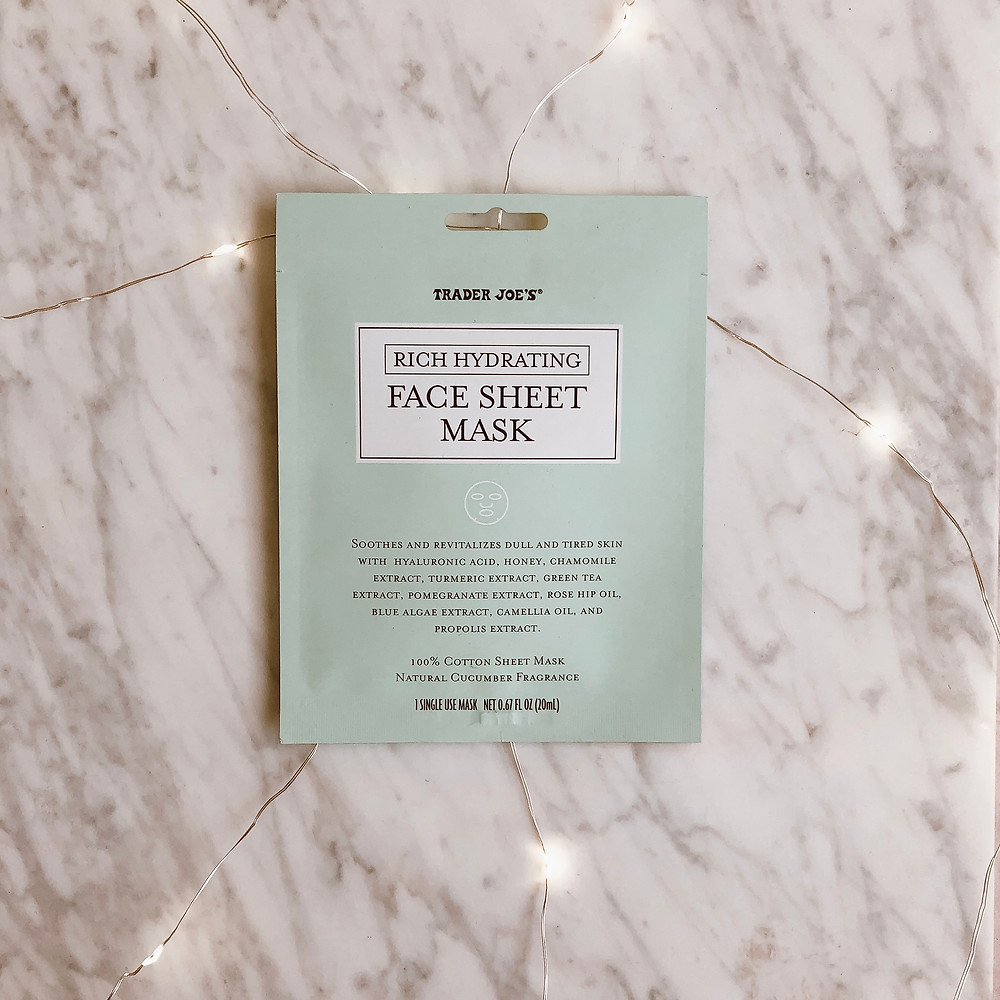 TRADER JOE'S®
RICH HYDRATING
FACE SHEET
MASK
SOOTHES AND REVITALIZES DULL AND TIRED SKIN
WITH HYALURONIC ACID, HONEY, CHAMOMILE
EXTRACT, TURMERIC EXTRACT, GREEN TEA
EXTRACT, POMEGRANATE EXTRACT, ROSE HIP OIL,
BLUE ALGAE EXTRACT, CAMELLIA OIL, AND
PROPOLIS EXTRACT.
100% COTTON SHEET MASK
NATURAL CUCUMBER FRAGRANCE
1 SINGLE USE MASK NET 0.67 FL OZ (20mL)